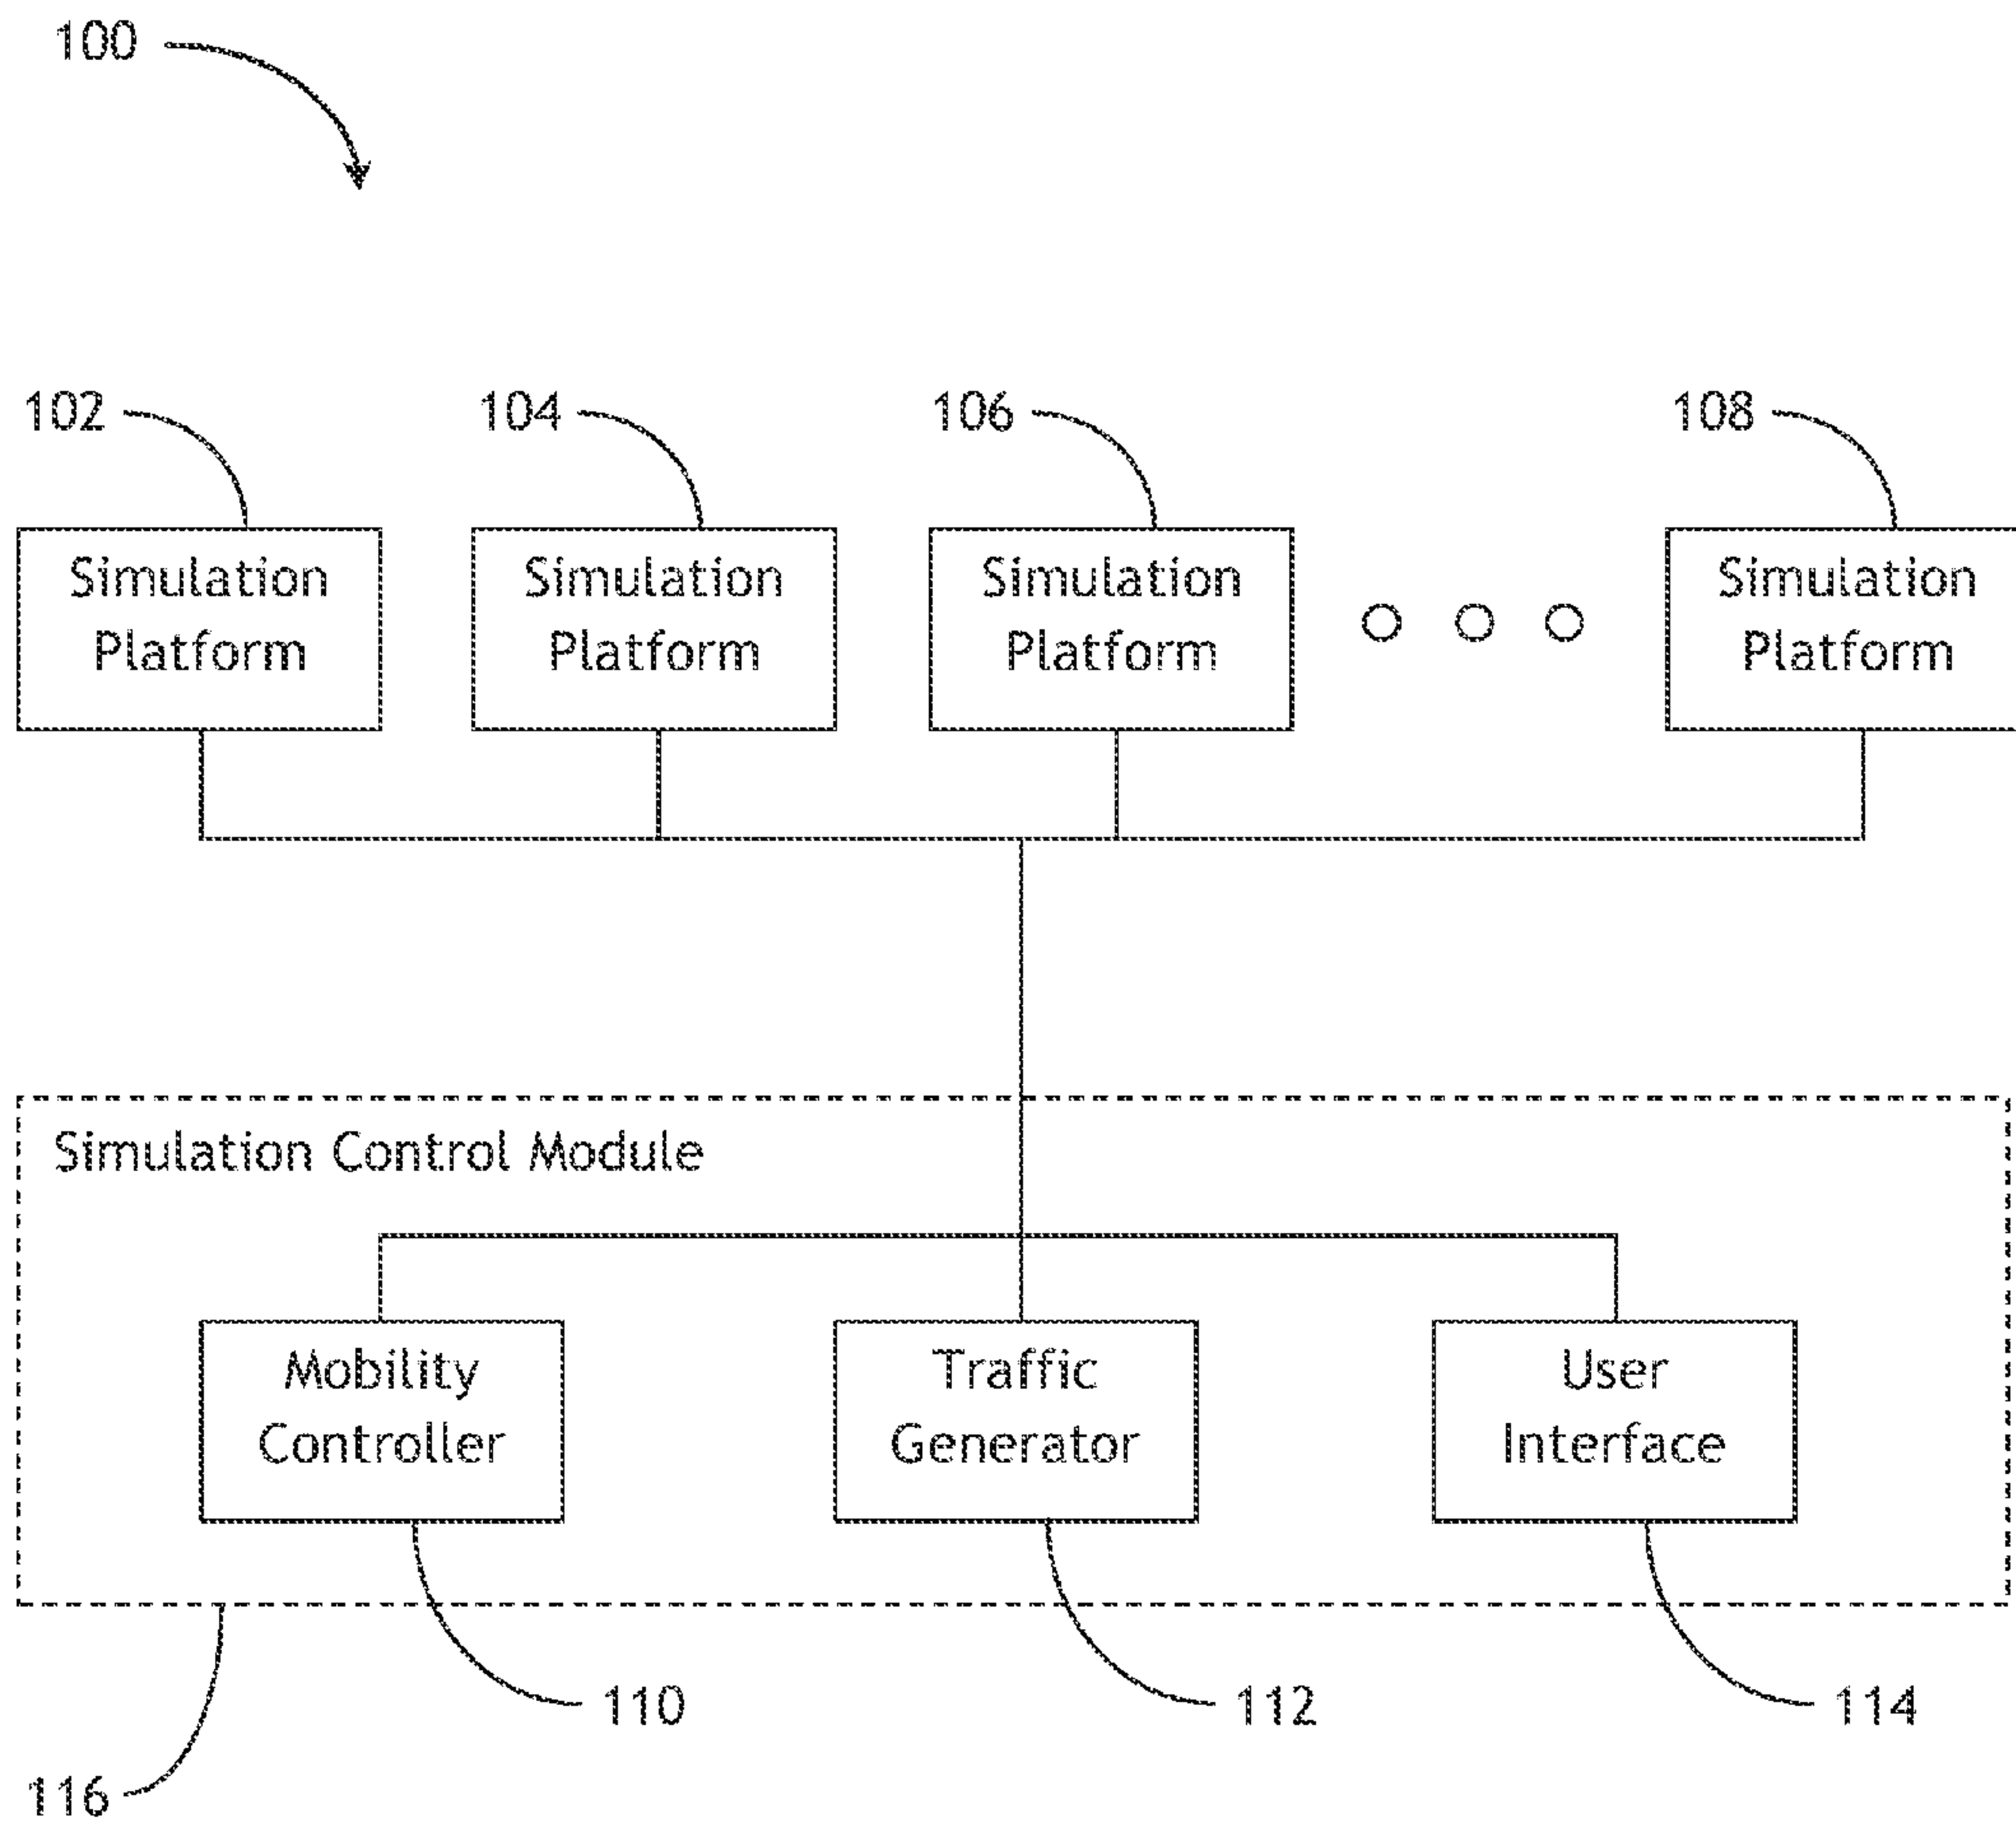 100
102
104
106
108
Simulation
Platform
Simulation
Platform
Simulation
Platform
Simulation
Platform
Simulation Control Module
Mobility
Controller
Traffic
Generator
User
Interface
110
112
114
116